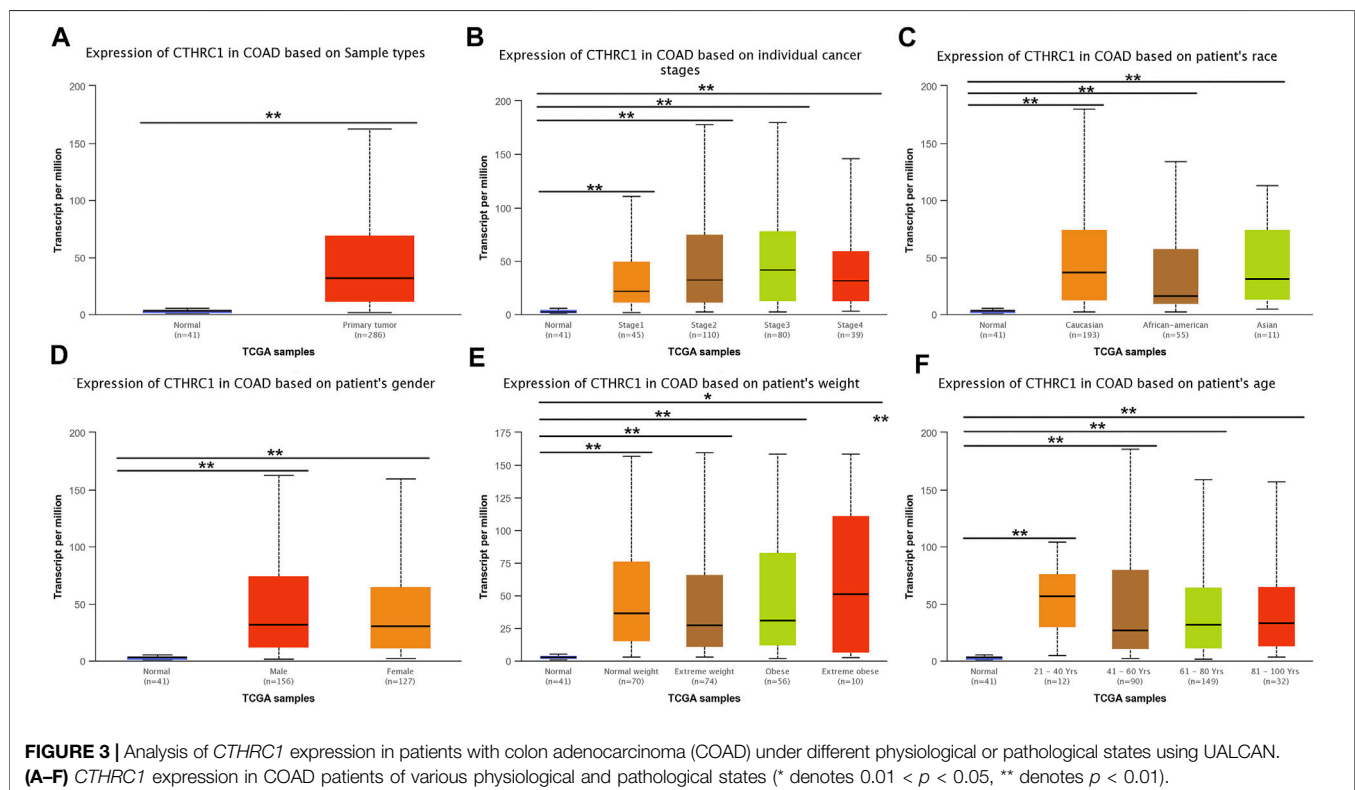 A
Expression of CTHRC1 in COAD based on Sample types
Transcript per million
200
150
100
50
0
**
Normal
(n=41)
Primary tumor
(n=286)
TCGA samples
B
Expression of CTHRC1 in COAD based on individual cancer
stages
Transcript per million
200
150
100
50
0
**
**
**
**
Normal
(n=41)
Stage1
(n=45)
Stage2
(n=110)
Stage3
(n=80)
Stage4
(n=39)
TCGA samples
C
Expression of CTHRC1 in COAD based on patient's race
Transcript per million
200
150
100
50
0
**
**
**
Normal
(n=41)
Caucasian
(n=193)
African-american
(n=55)
Asian
(n=11)
TCGA samples
D
Expression of CTHRC1 in COAD based on patient's gender
Transcript per million
200
150
100
50
0
**
**
Normal
(n=41)
Male
(n=156)
Female
(n=127)
TCGA samples
E
Expression of CTHRC1 in COAD based on patient's weight
Transcript per million
175
150
125
100
75
50
25
0
*
**
**
**
**
Normal
(n=41)
Normal weight
(n=70)
Extreme weight
(n=74)
Obese
(n=56)
Extreme obese
(n=10)
TCGA samples
F
Expression of CTHRC1 in COAD based on patient's age
Transcript per million
200
150
100
50
0
**
**
**
**
Normal
(n=41)
21 – 40 Yrs
(n=12)
41 – 60 Yrs
(n=90)
61 – 80 Yrs
(n=149)
81 – 100 Yrs
(n=32)
TCGA samples
FIGURE 3 | Analysis of CTHRC1 expression in patients with colon adenocarcinoma (COAD) under different physiological or pathological states using UALCAN.
(A–F) CTHRC1 expression in COAD patients of various physiological and pathological states (* denotes 0.01 < p < 0.05, ** denotes p < 0.01).